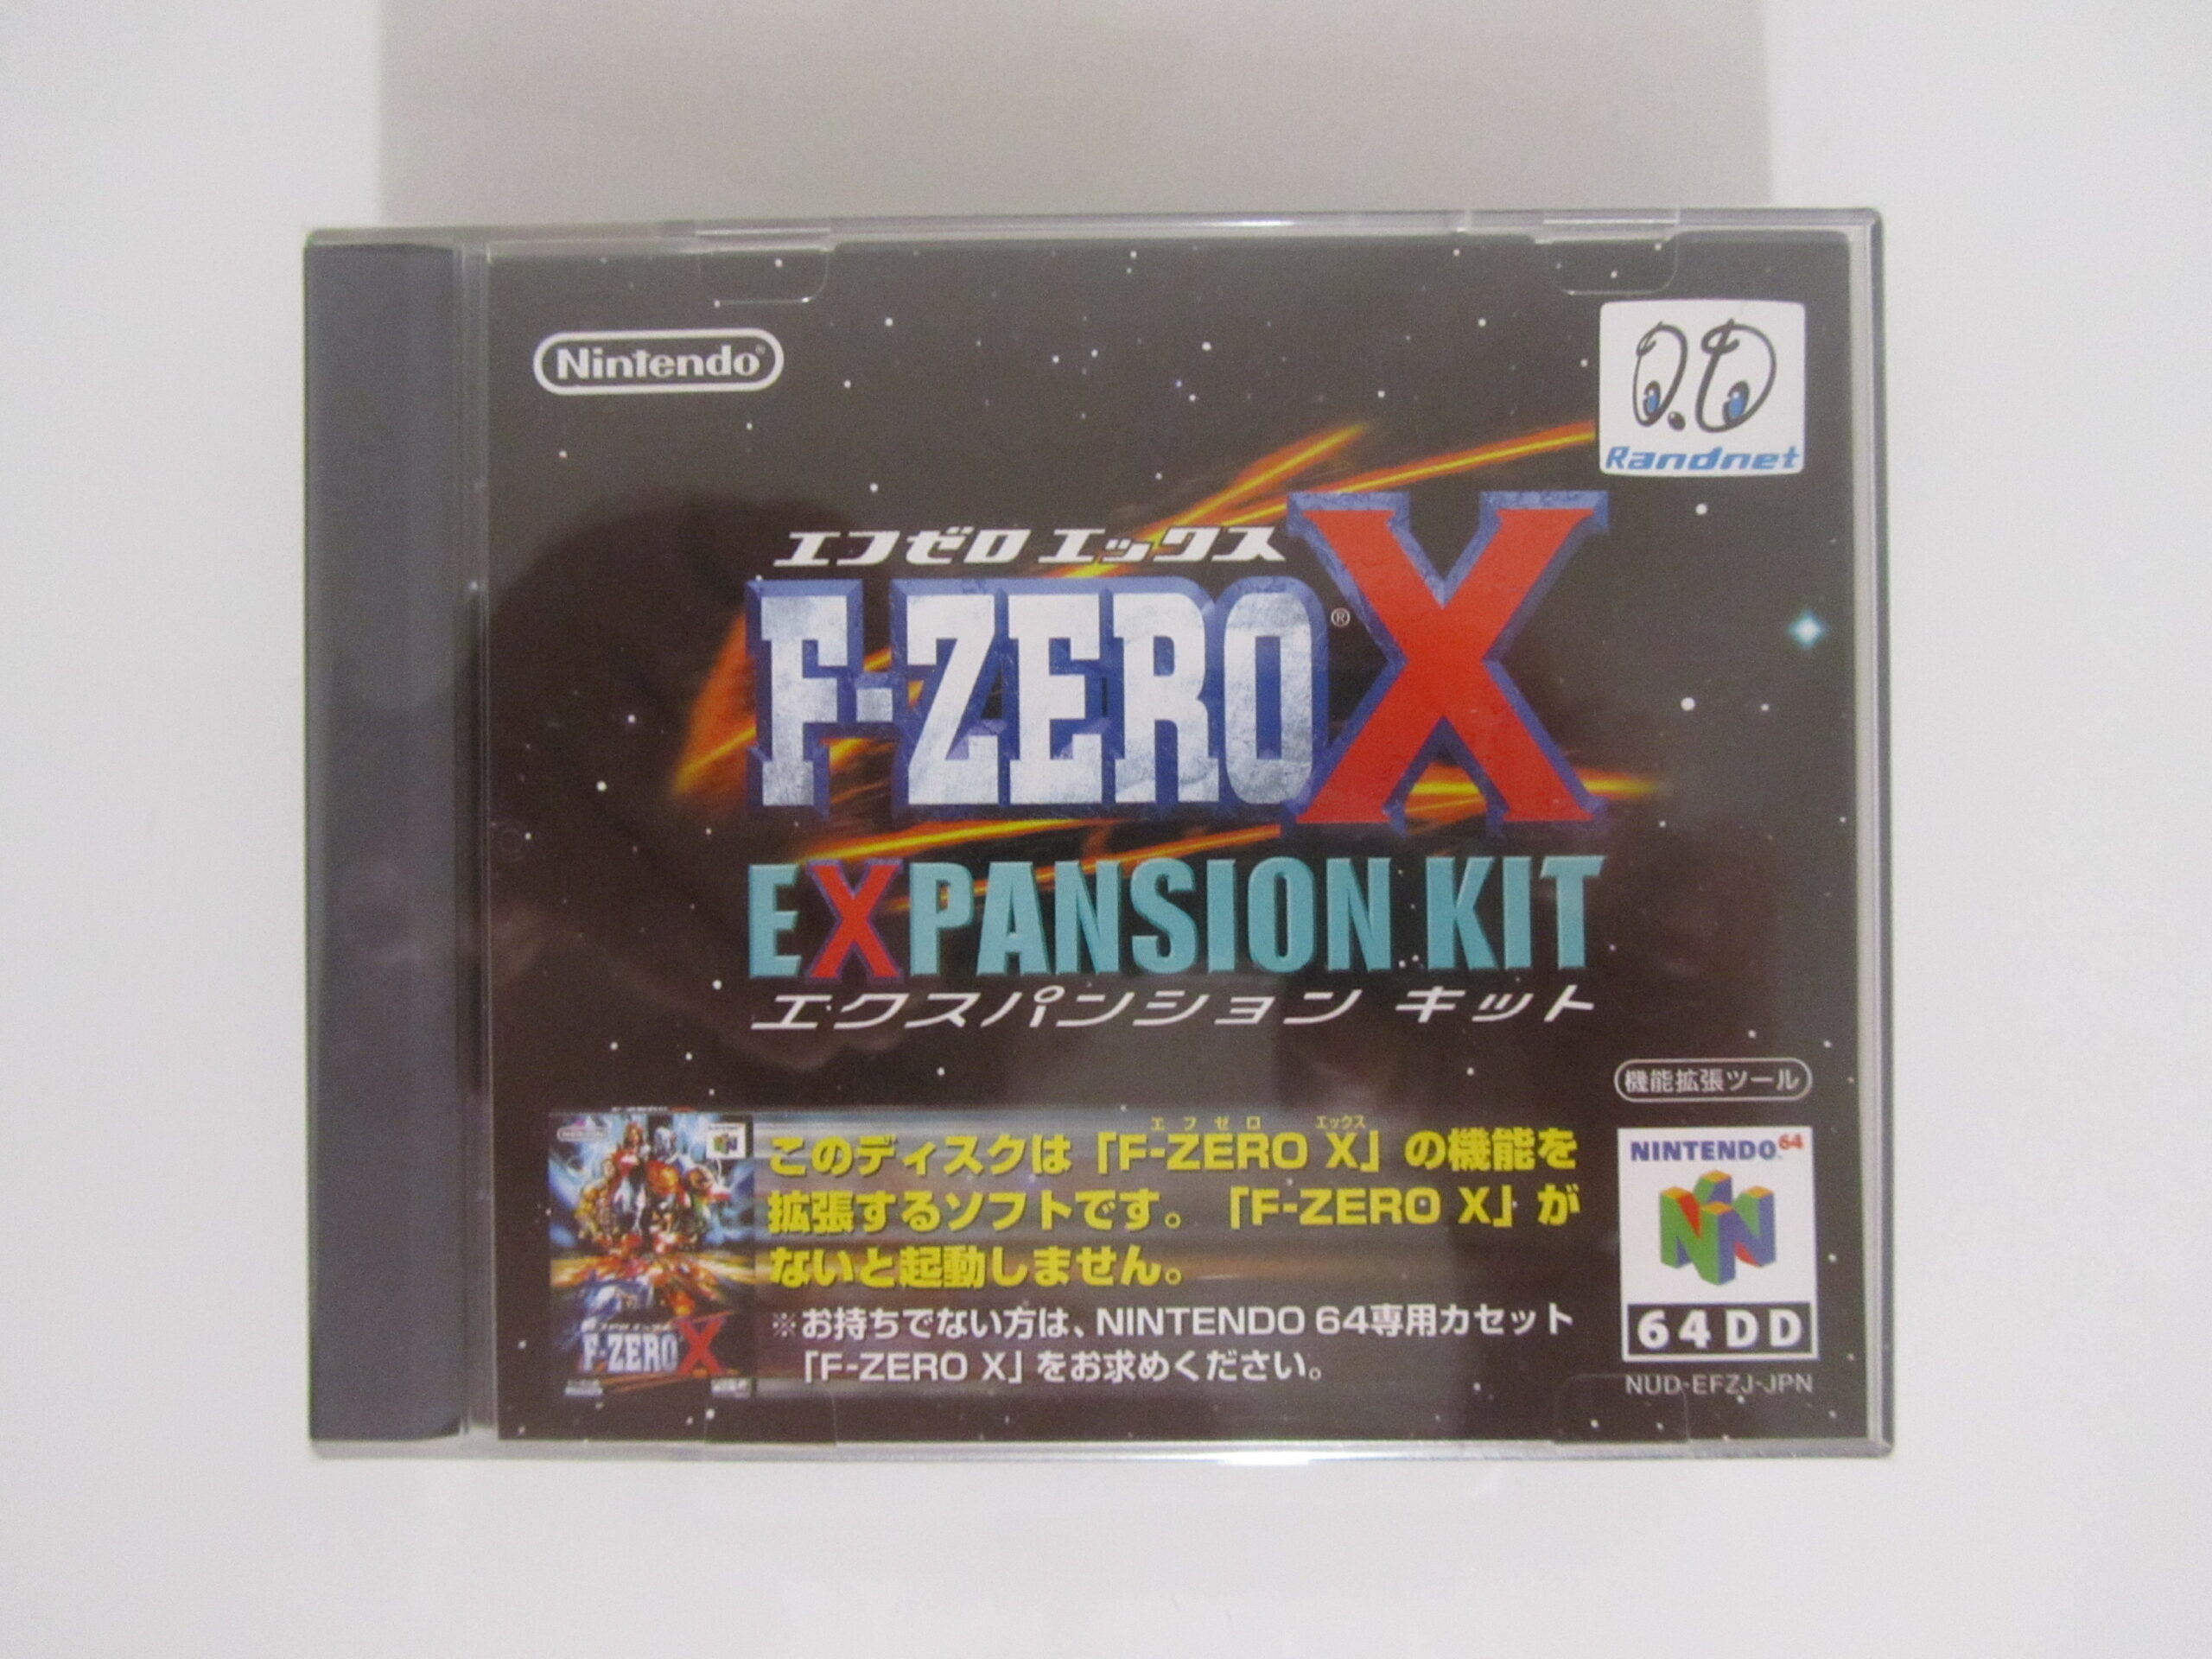 Nintendo®
Randnet
エフゼロ エックス
F-ZERO® X
EXPANSION KIT
エクスパンション キット
機能拡張ツール
エフゼロ エックス
このディスクは「F-ZERO X」の機能を
拡張するソフトです。「F-ZERO X」が
ないと起動しません。
※お持ちでない方は、NINTENDO 64専用カセット
「F-ZERO X」をお求めください。
F-ZERO X
NINTENDO64
64DD
NUD-EFZJ-JPN